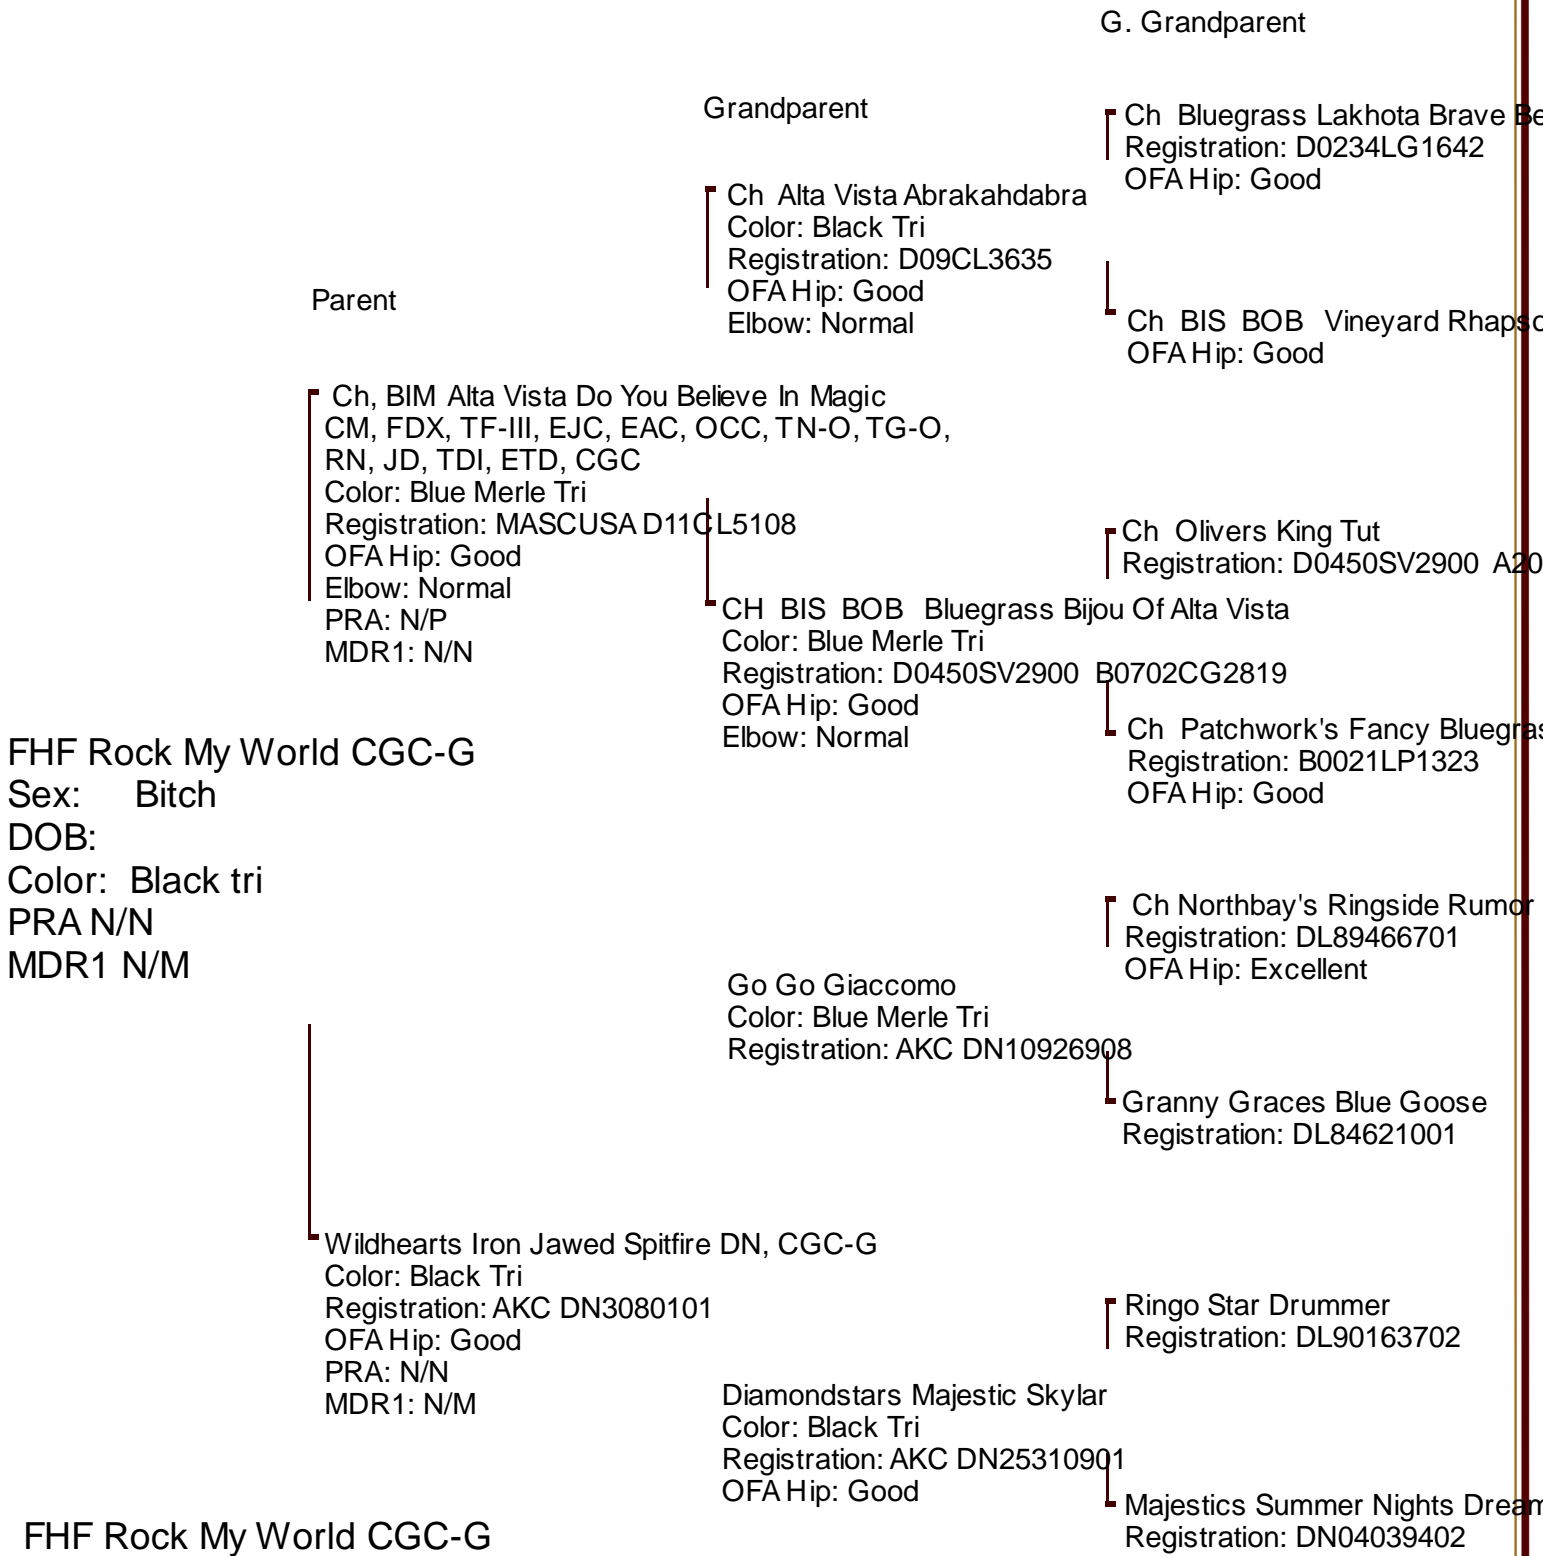 G. Grandparent
Grandparent
Parent
Ch Bluegrass Lakhota Brave
Registration: D0234LG1642
OFA Hip: Good
Ch Alta Vista Abrakahdabra
Color: Black Tri
Registration: D09CL3635
OFA Hip: Good
Elbow: Normal
Ch BIS BOB Vineyard
OFA Hip: Good
Ch, BIM Alta Vista Do You Believe In Magic
CM, FDX, TF-III, EJC, EAC, OCC, TN-O, TG-O,
RN, JD, TDI, ETD, CGC
Color: Blue Merle Tri
Registration: MASCUSA D11CL5108
OFA Hip: Good
Elbow: Normal
PRA: N/P
MDR1: N/N
Ch Olivers King Tut
Registration: D0450SV2900 A20
CH BIS BOB Bluegrass Bijou Of Alta Vista
Color: Blue Merle Tri
Registration: D0450SV2900 B0702CG2819
OFA Hip: Good
Elbow: Normal
Ch Patchwork's Fancy
Registration: B0021LP1323
OFA Hip: Good
FHF Rock My World CGC-G
Sex: Bitch
DOB:
Color: Black tri
PRA N/N
MDR1 N/M
Ch Northbay's Ringside Rumor
Registration: DL89466701
OFA Hip: Excellent
Go Go Giaccomo
Color: Blue Merle Tri
Registration: AKC DN10926908
Granny Graces Blue Goose
Registration: DL84621001
Wildhearts Iron Jawed Spitfire DN, CGC-G
Color: Black Tri
Registration: AKC DN3080101
OFA Hip: Good
PRA: N/N
MDR1: N/M
Ringo Star Drummer
Registration: DL90163702
Diamondstars Majestic Skylar
Color: Black Tri
Registration: AKC DN25310901
OFA Hip: Good
Majestics Summer Nights Dream
Registration: DN04039402
FHF Rock My World CGC-G